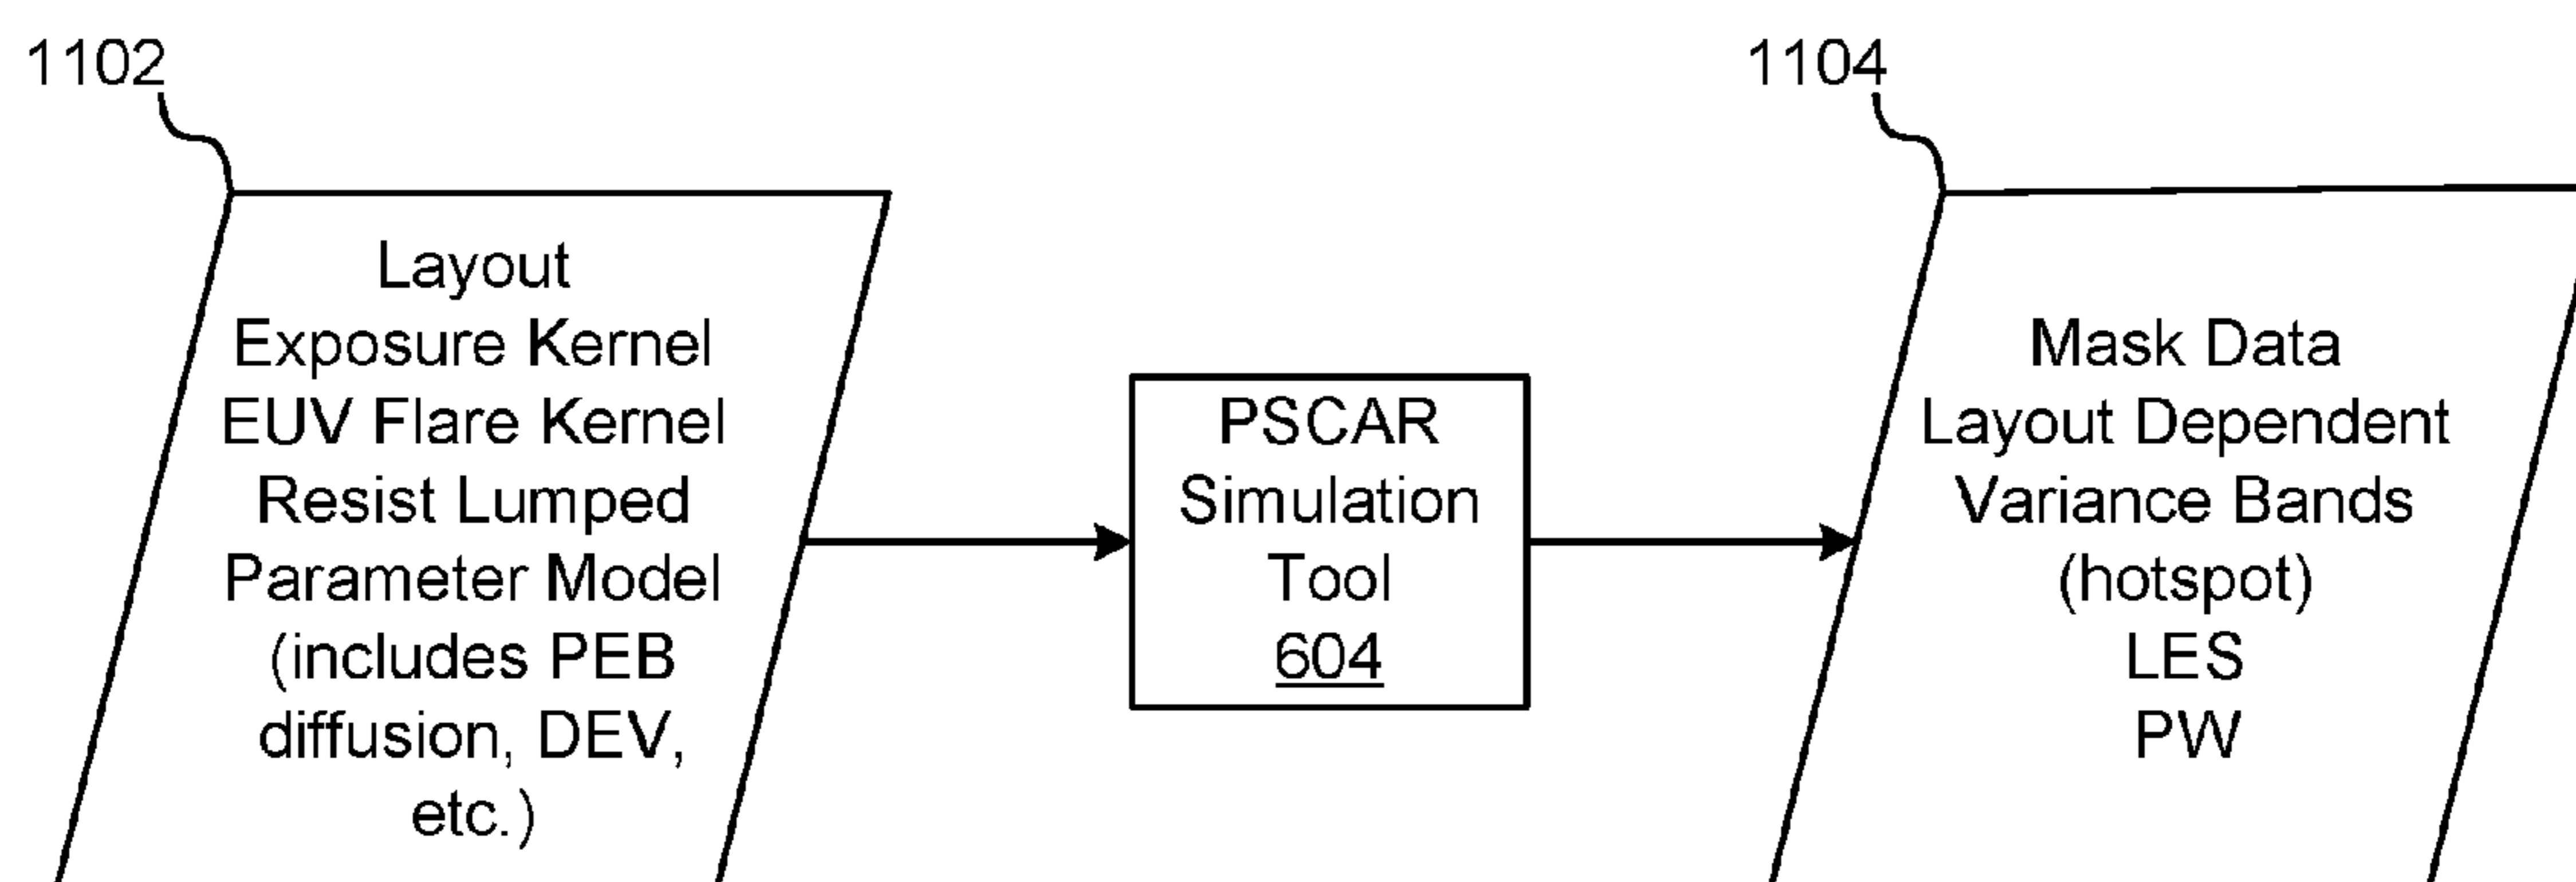 1102
Layout
Exposure Kernel
EUV Flare Kernel
Resist Lumped
Parameter Model
(includes PEB
diffusion, DEV,
etc.)
PSCAR
Simulation
Tool
604
1104
Mask Data
Layout Dependent
Variance Bands
(hotspot)
LES
PW